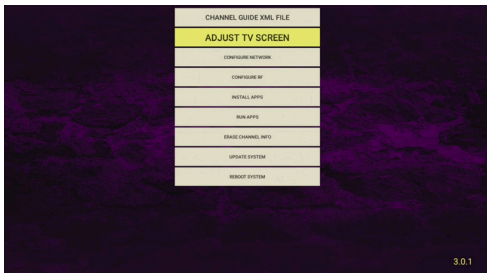 CHANNEL GUIDE XML FILE
ADJUST TV SCREEN
CONFIGURE NETWORK
CONFIGURE RF
INSTALL APPS
RUN APPS
ERASE CHANNEL INFO
UPDATE SYSTEM
REBOOT SYSTEM
3.0.1